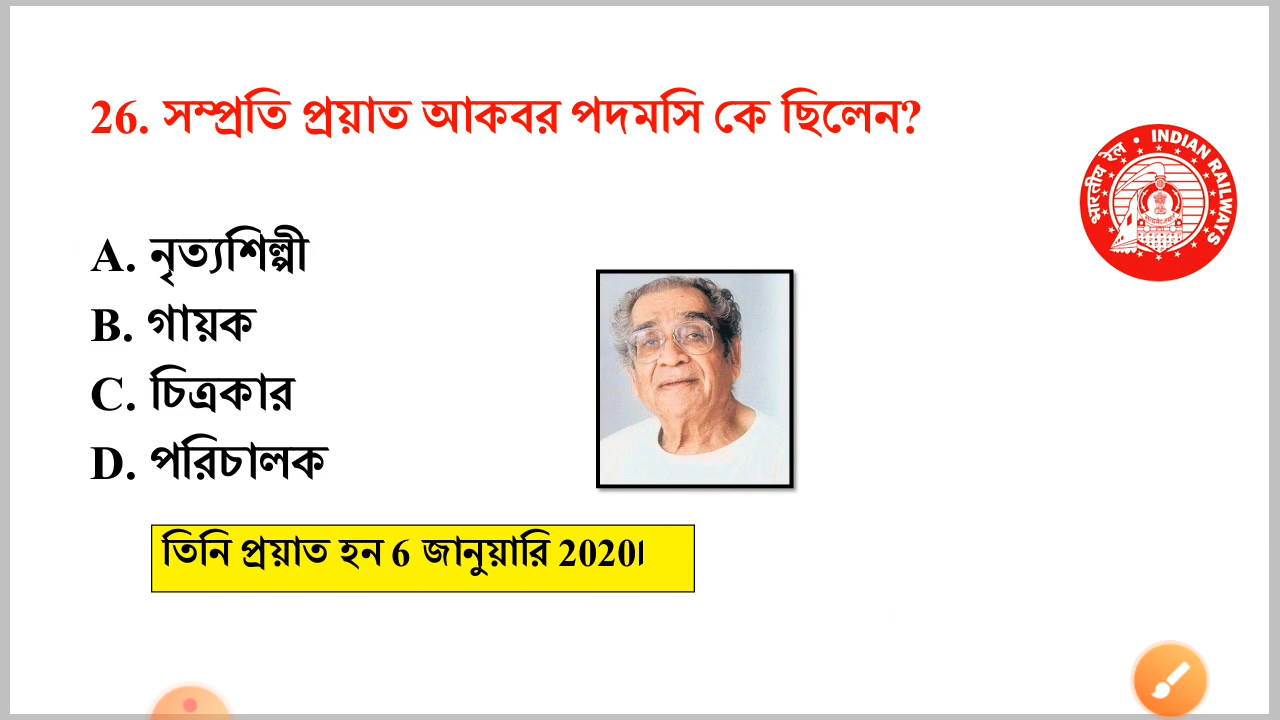 26. সম্প্রতি প্রয়াত আকবর পদমসি কে ছিলেন?
A. নৃত্যশিল্পী
B. গায়ক
C. চিত্রকার
D. পরিচালক
তিনি প্রয়াত হন 6 জানুয়ারি 2020।
भारतीय रेल • INDIAN RAILWAYS